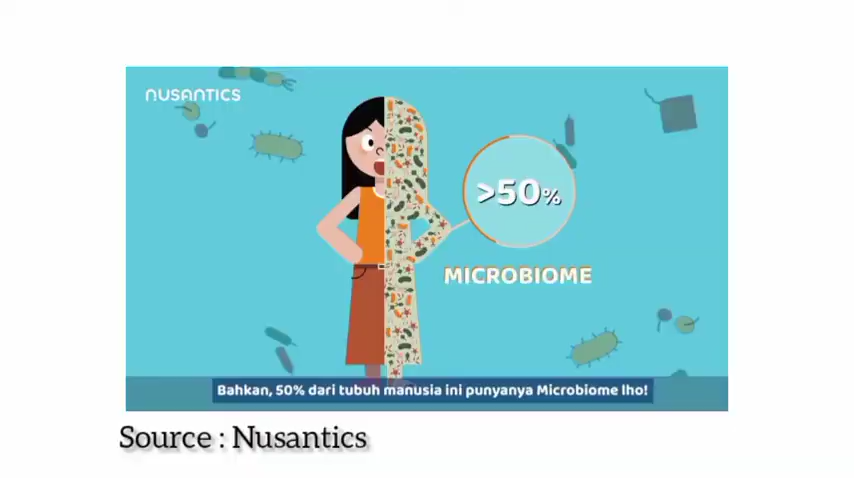 NUSANTICS
>50%
MICROBIOME
Bahkan, 50% dari tubuh manusia ini punyanya Microbiome lho!
Source : Nusantics